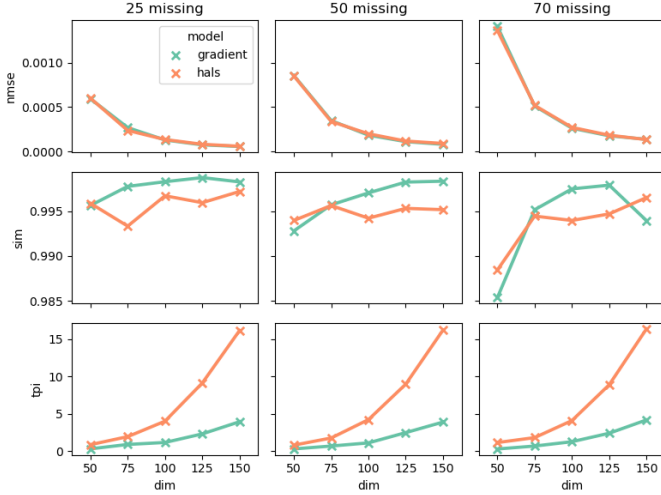 25 missing 50 missing 70 missing
model
gradient
hals
nmse
0.0010
0.0005
0.0000
sim
0.995
0.990
0.985
tpi
15
10
5
0
50 75 100 125 150 50 75 100 125 150 50 75 100 125 150
dim dim dim